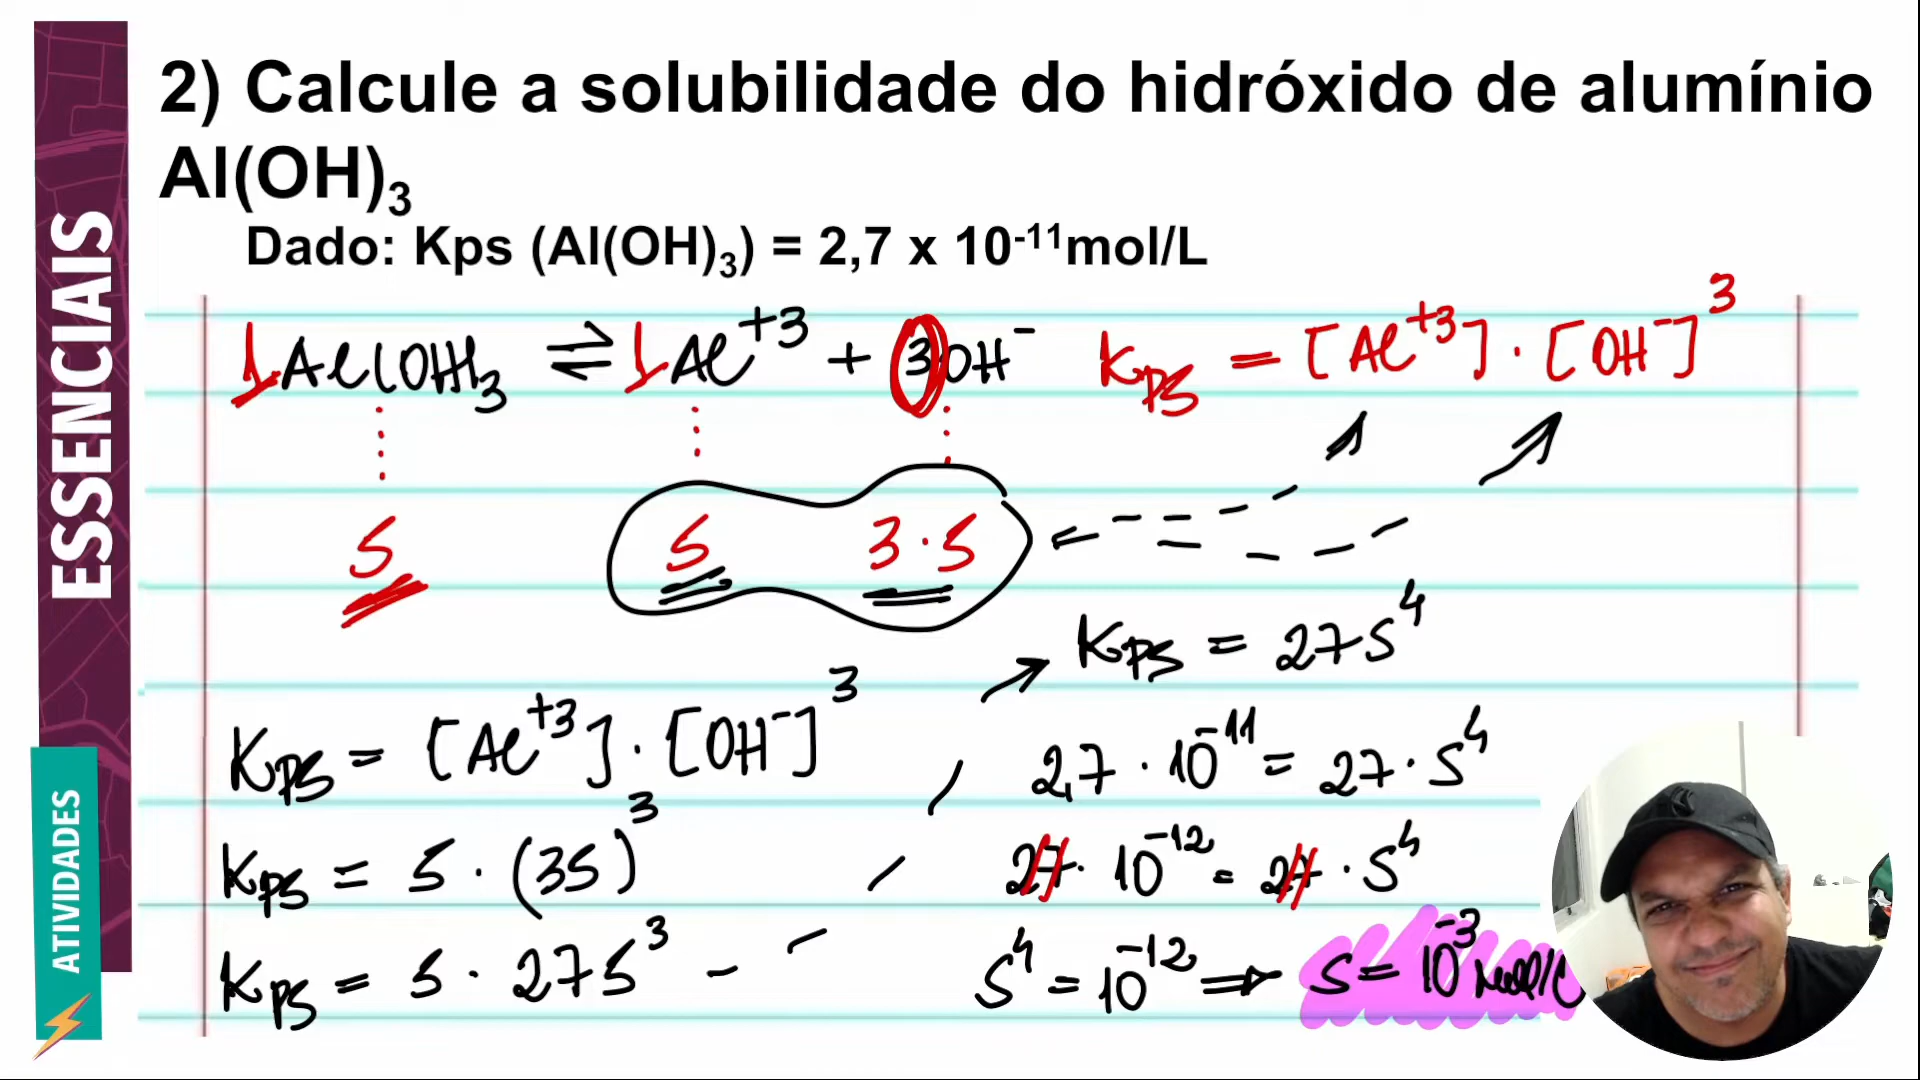 2) Calcule a solubilidade do hidróxido de alumínio
Al(OH)₃
Dado: Kps (Al(OH)₃) = 2,7 x 10⁻¹¹mol/L
1Al(OH)₃ ⇌ 1Al⁺³ + 3OH⁻ Kps = [Al⁺³] · [OH⁻]³
S S 3·S
Kps = 27S⁴
Kps = [Al⁺³] · [OH⁻]³
2,7 · 10⁻¹¹ = 27 · S⁴
Kps = S · (3S)³
27 · 10⁻¹² = 27 · S⁴
Kps = S · 27S³
S⁴ = 10⁻¹² ⇒ S = 10⁻³ mol/L
ESSENCIAIS
ATIVIDADES